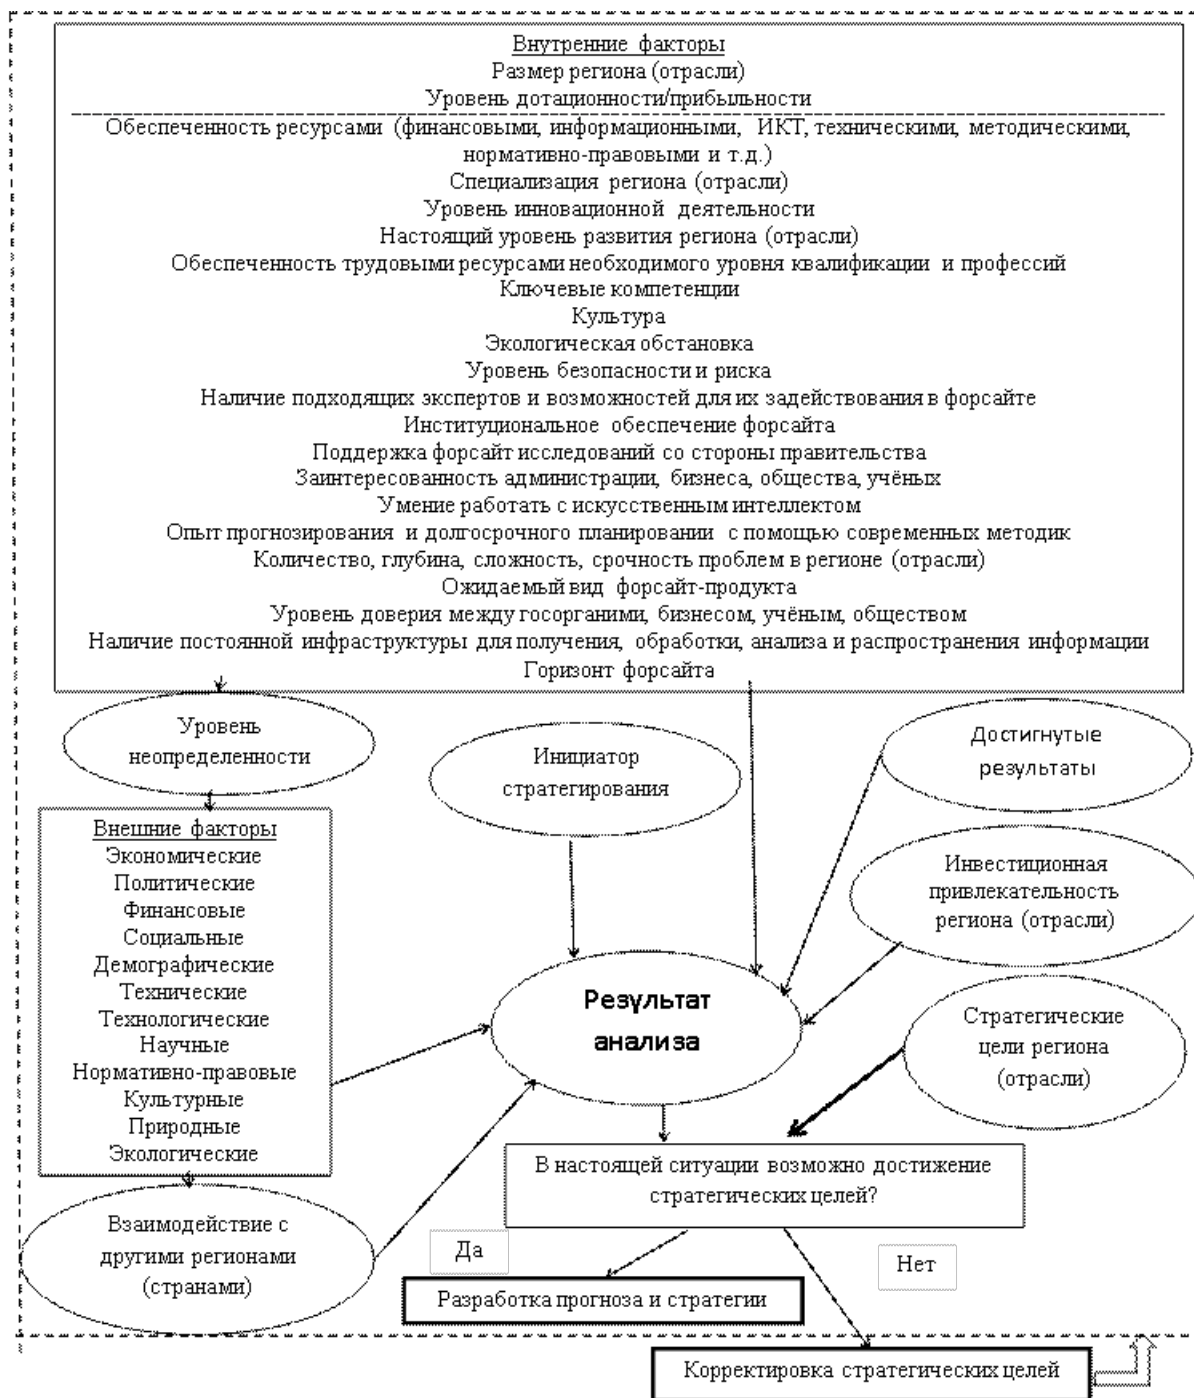 Внутренние факторы
Размер региона (отрасли)
Уровень дотационности/прибыльности
Обеспеченность ресурсами (финансовыми, информационными, ИКТ, техническими, методическими,
нормативно-правовыми и т.д.)
Специализация региона (отрасли)
Уровень инновационной деятельности
Настоящий уровень развития региона (отрасли)
Обеспеченность трудовыми ресурсами необходимого уровня квалификации и профессий
Ключевые компетенции
Культура
Экологическая обстановка
Уровень безопасности и риска
Наличие подходящих экспертов и возможностей для их задействования в форсайте
Институциональное обеспечение форсайта
Поддержка форсайт исследований со стороны правительства
Заинтересованность администрации, бизнеса, общества, учёных
Умение работать с искусственным интеллектом
Опыт прогнозирования и долгосрочного планировании с помощью современных методик
Количество, глубина, сложность, срочность проблем в регионе (отрасли)
Ожидаемый вид форсайт-продукта
Уровень доверия между госорганими, бизнесом, учёным, обществом
Наличие постоянной инфраструктуры для получения, обработки, анализа и распространения информации
Горизонт форсайта
Уровень
неопределенности
Инициатор
стратегирования
Достигнутые
результаты
Внешние факторы
Экономические
Политические
Финансовые
Социальные
Демографические
Технические
Технологические
Научные
Нормативно-правовые
Культурные
Природные
Экологические
Инвестиционная
привлекательность
региона (отрасли)
Результат
анализа
Стратегические
цели региона
(отрасли)
В настоящей ситуации возможно достижение
стратегических целей?
Взаимодействие с
другими регионами
(странами)
Да
Нет
Разработка прогноза и стратегии
Корректировка стратегических целей